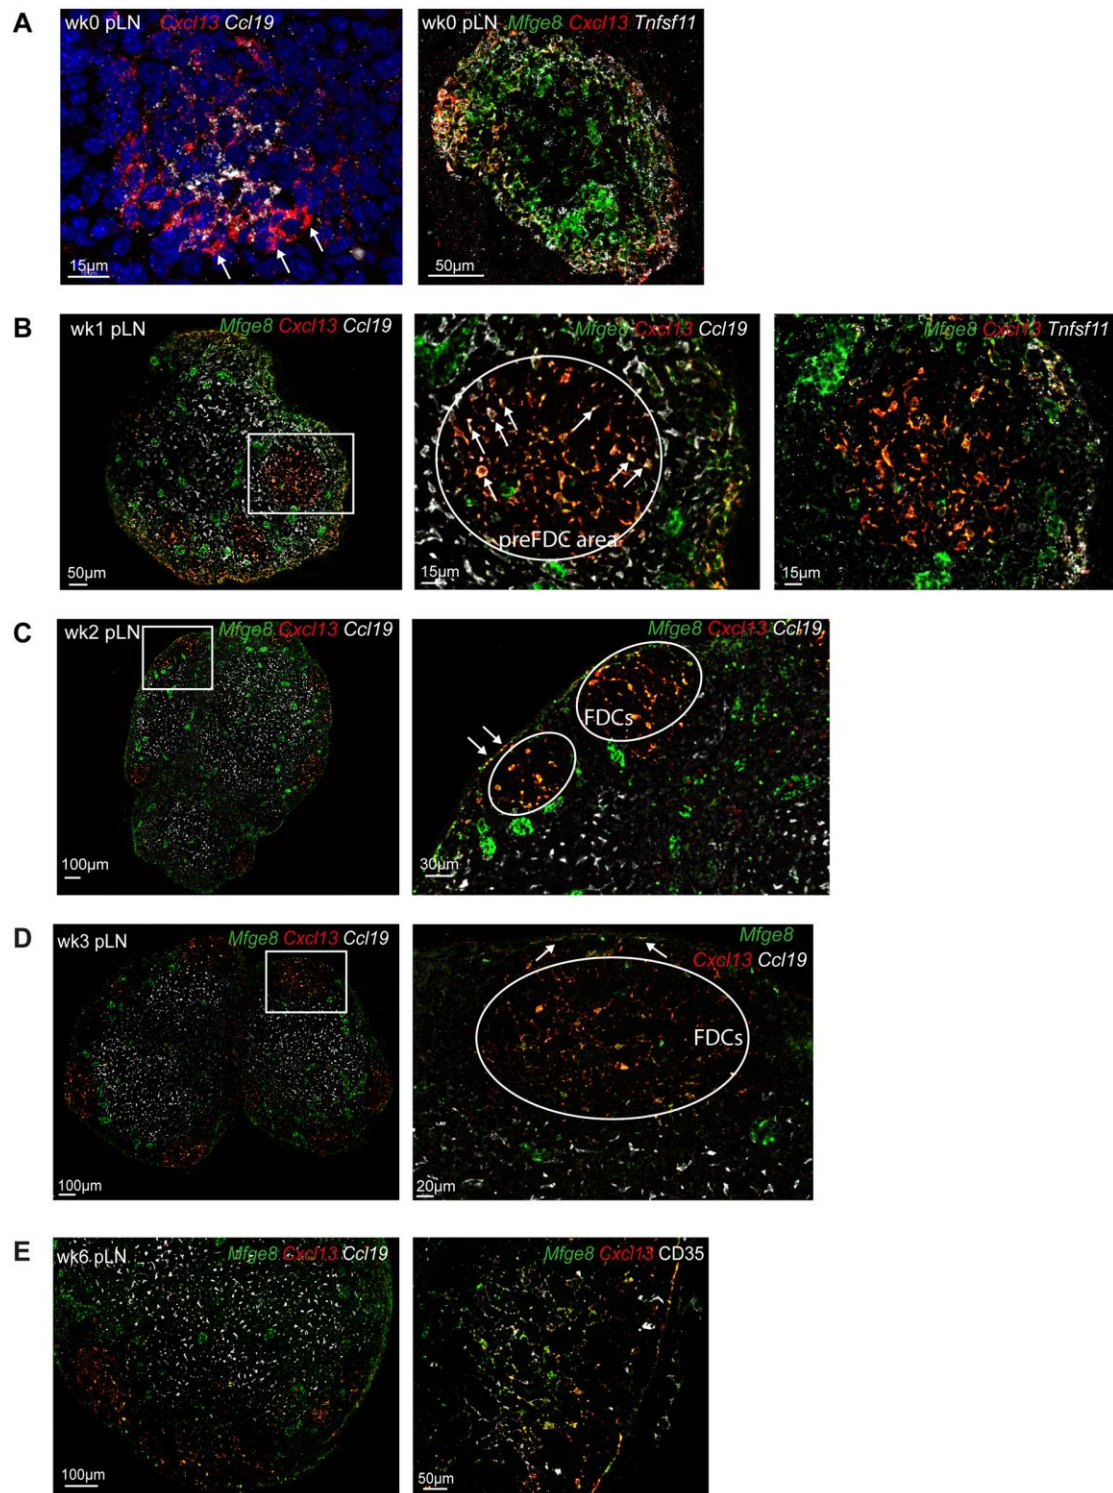 A
wk0 pLN Cxcl13 Ccl19
15µm
wk0 pLN Mfge8 Cxcl13 Tnfsf11
50µm
B
wk1 pLN
Mfge8 Cxcl13 Ccl19
50µm
Mfge8 Cxcl13 Ccl19
preFDC area
15µm
Mfge8 Cxcl13 Tnfsf11
15µm
C
wk2 pLN
Mfge8 Cxcl13 Ccl19
100µm
Mfge8 Cxcl13 Ccl19
FDCs
30µm
D
wk3 pLN
Mfge8 Cxcl13 Ccl19
100µm
Mfge8
Cxcl13 Ccl19
FDCs
20µm
E
wk6 pLN
Mfge8 Cxcl13 Ccl19
100µm
Mfge8 Cxcl13 CD35
50µm